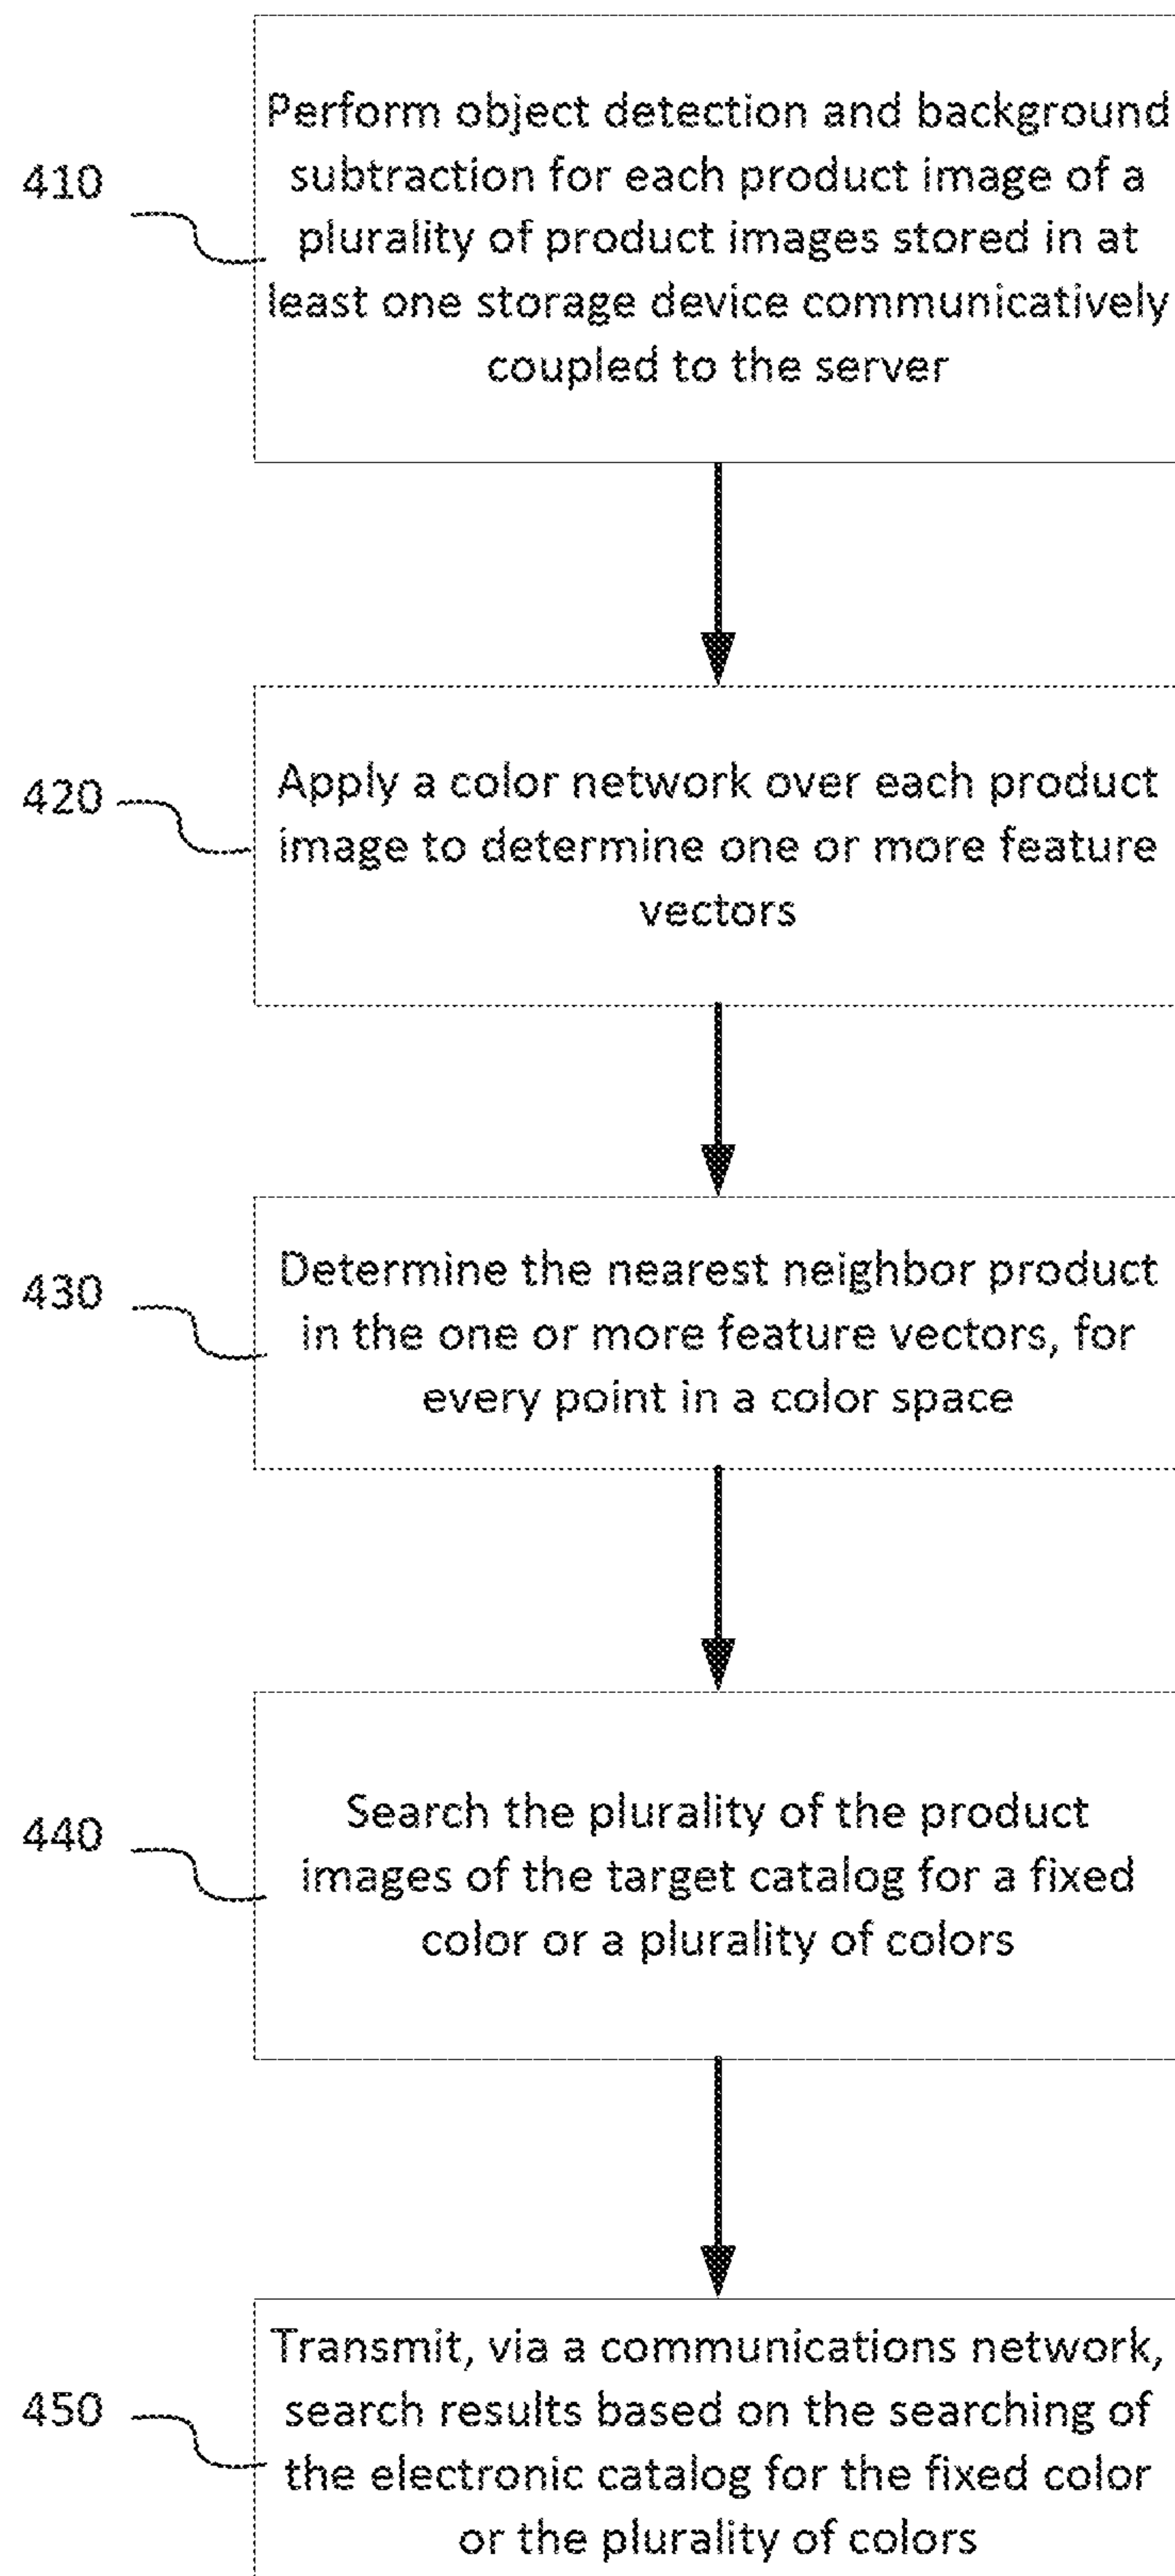 410
Perform object detection and background
subtraction for each product image of a
plurality of product images stored in at
least one storage device communicatively
coupled to the server
420
Apply a color network over each product
image to determine one or more feature
vectors
430
Determine the nearest neighbor product
in the one or more feature vectors, for
every point in a color space
440
Search the plurality of the product
images of the target catalog for a fixed
color or a plurality of colors
450
Transmit, via a communications network,
search results based on the searching of
the electronic catalog for the fixed color
or the plurality of colors